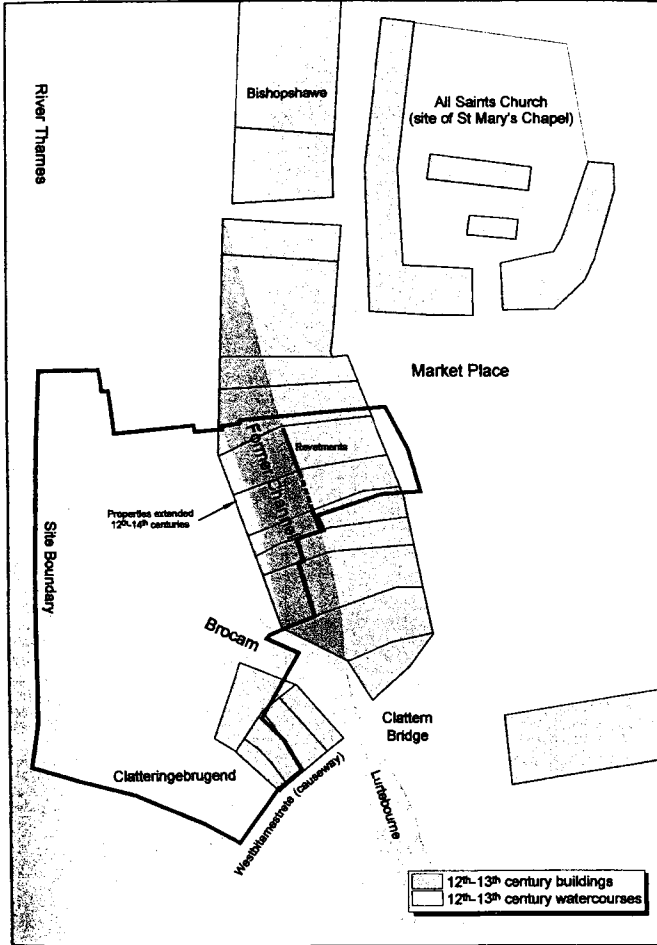 Bishopshawe
All Saints Church
(site of St Mary's Chapel)
River Thames
Market Place
Former Channel
Revetments
Properties extended
12th-14th centuries
Site Boundary
Brocam
Clattern
Bridge
Clatteringebrugend
Westbitamestrete (causeway)
Lurtebourne
12th-13th century buildings
12th-13th century watercourses